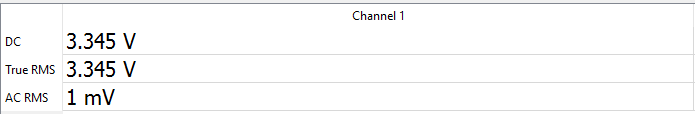 Channel 1
DC 3.345 V
True RMS 3.345 V
AC RMS 1 mV